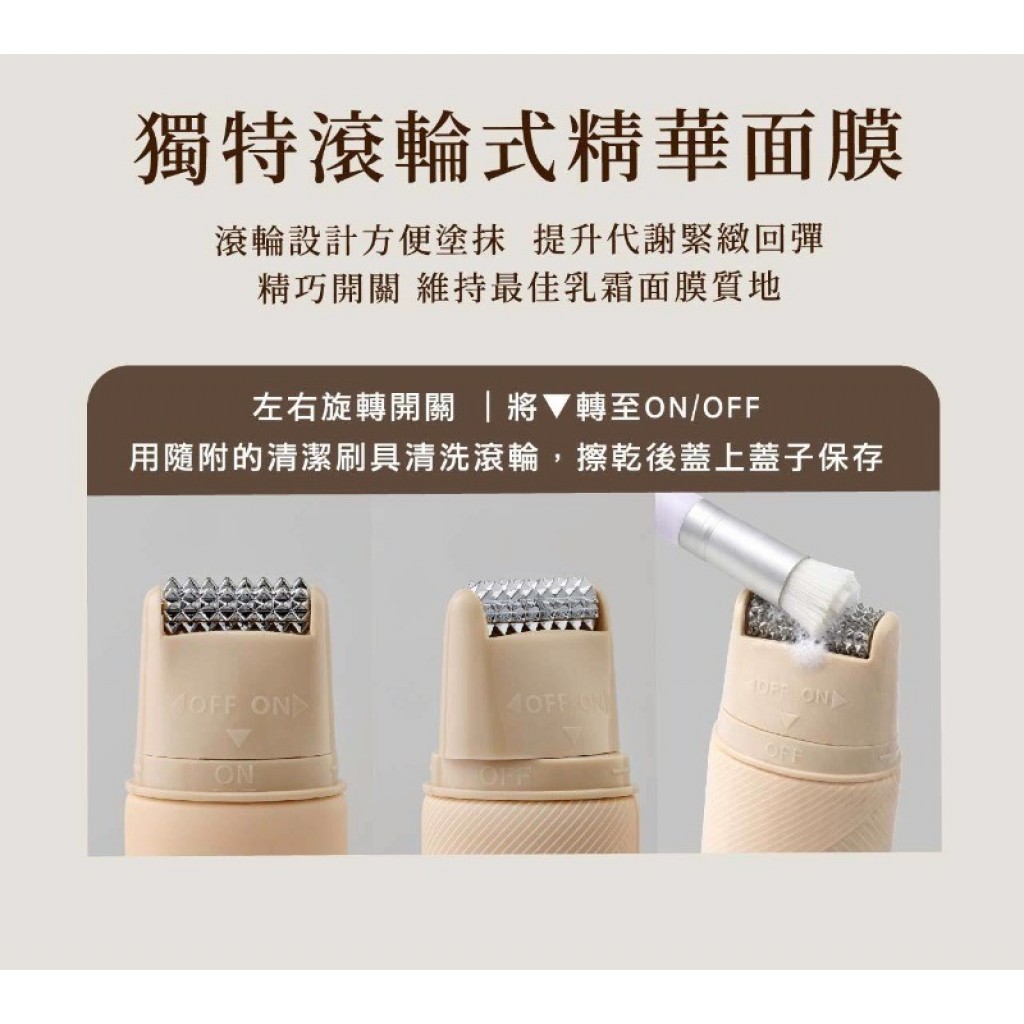 獨特滾輪式精華面膜
滾輪設計方便塗抹 提升代謝緊緻回彈
精巧開關 維持最佳乳霜面膜質地
左右旋轉開關 | 將▼轉至ON/OFF
用隨附的清潔刷具清洗滾輪，擦乾後蓋上蓋子保存
◁OFF ON▷
▽
ON
◁OFF ON
▽
OFF
◁OFF ON▷
▽
OFF